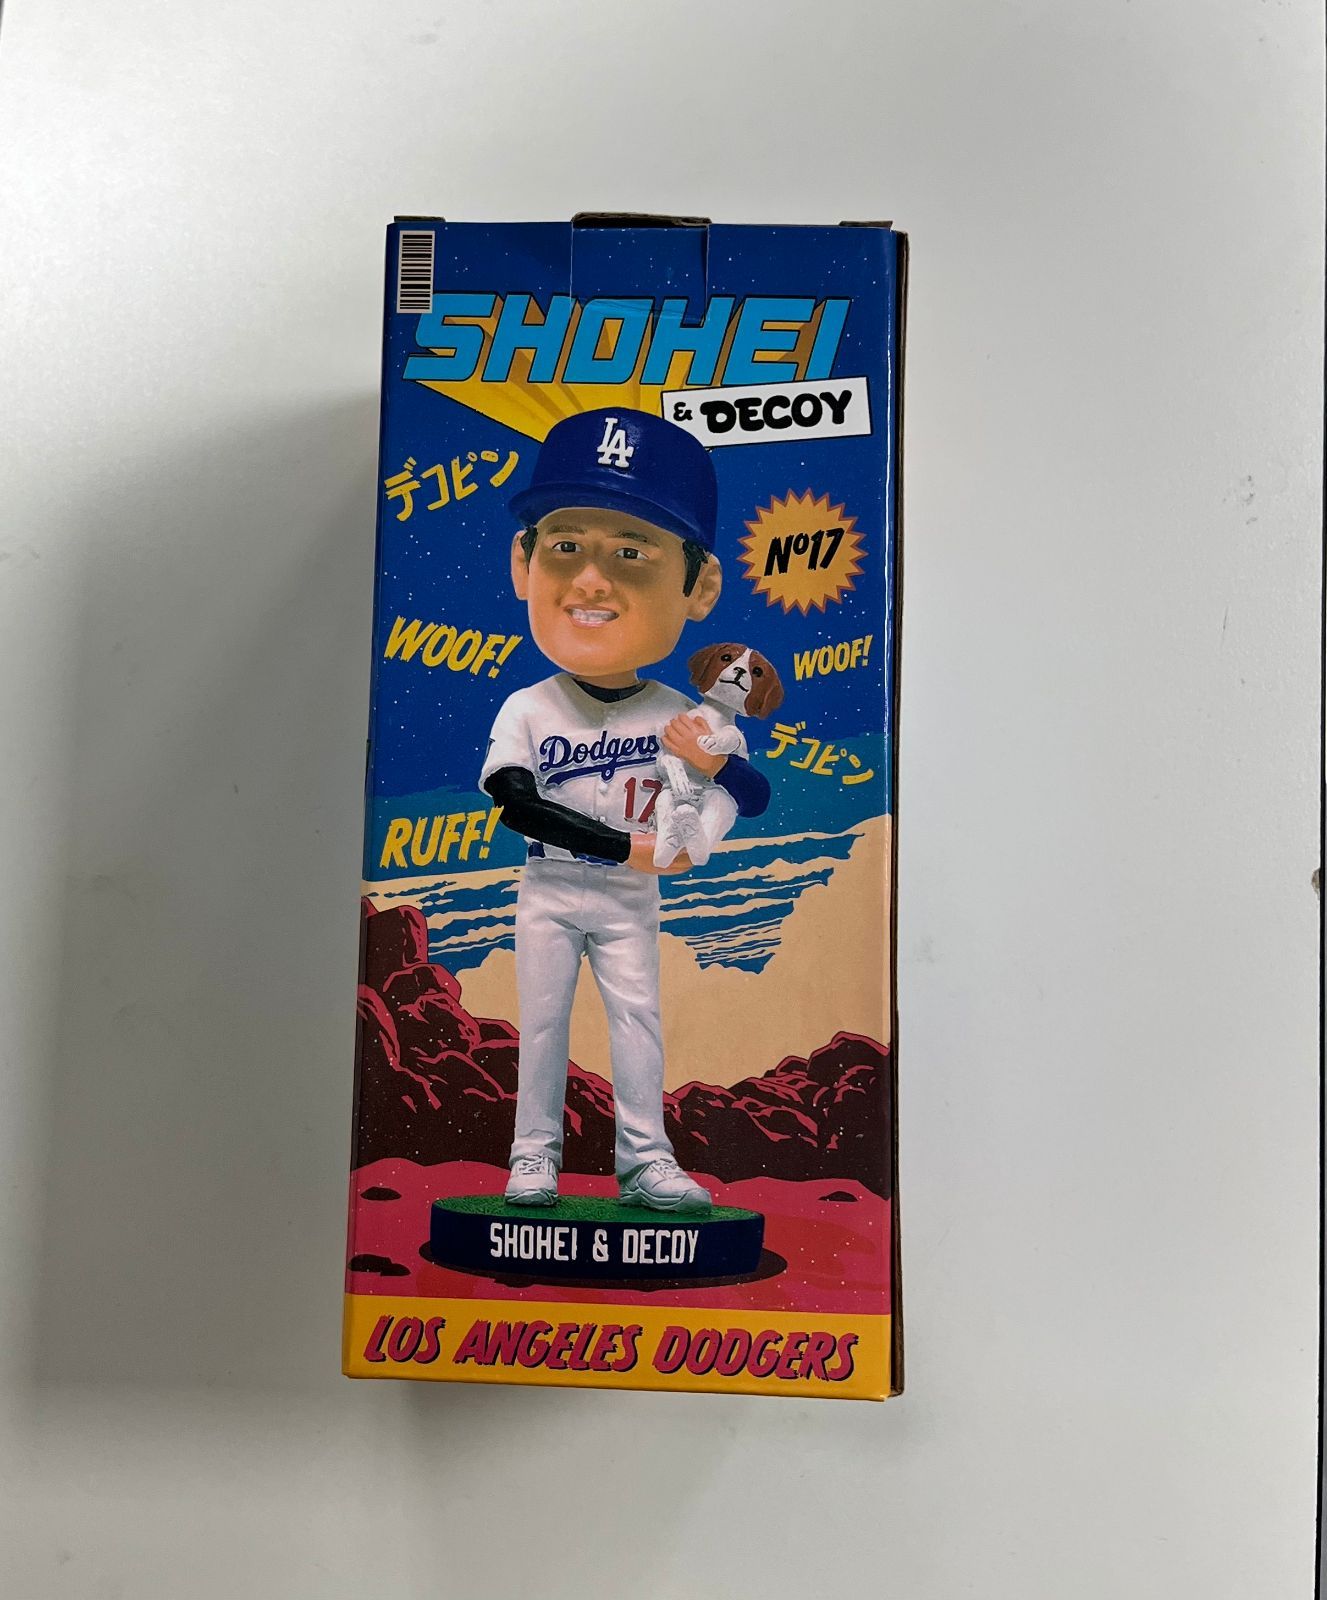 SHOHEI
& DECOY
LA
デコピン
Nº17
WOOF!
WOOF!
Dodgers
17
デコピン
RUFF!
SHOHEI & DECOY
LOS ANGELES DODGERS